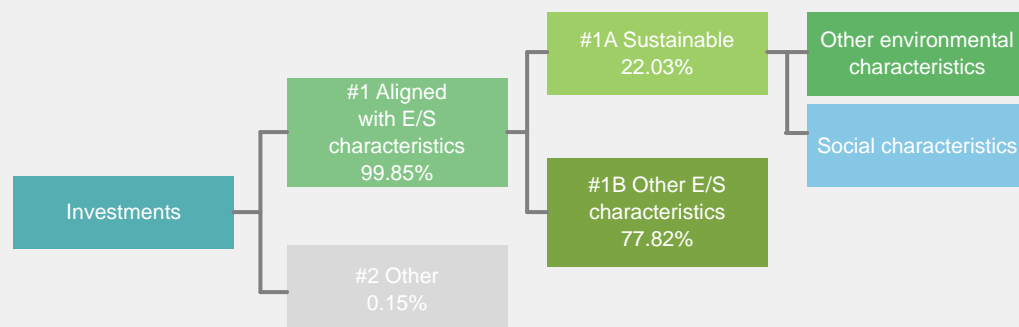 Investments
#1 Aligned
with E/S
characteristics
99.85%
#2 Other
0.15%
#1A Sustainable
22.03%
#1B Other E/S
characteristics
77.82%
Other environmental
characteristics
Social characteristics